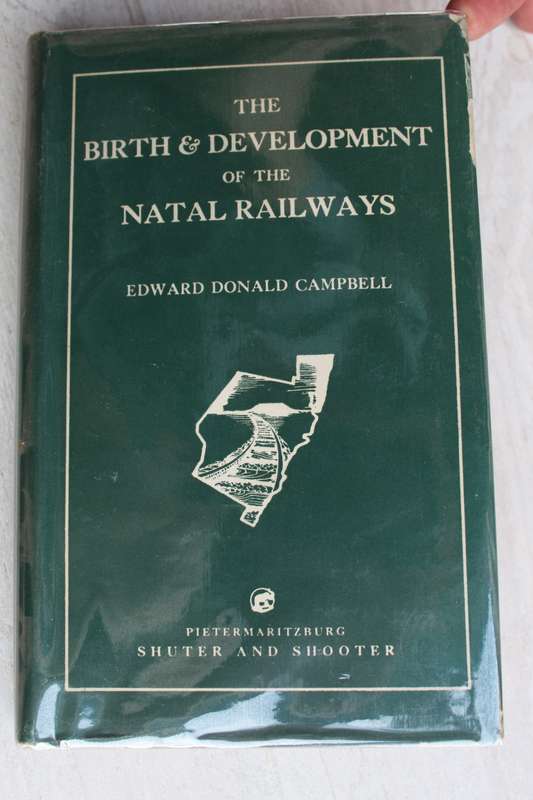 THE
BIRTH & DEVELOPMENT
OF THE
NATAL RAILWAYS
EDWARD DONALD CAMPBELL
PIETERMARITZBURG
SHUTER AND SHOOTER